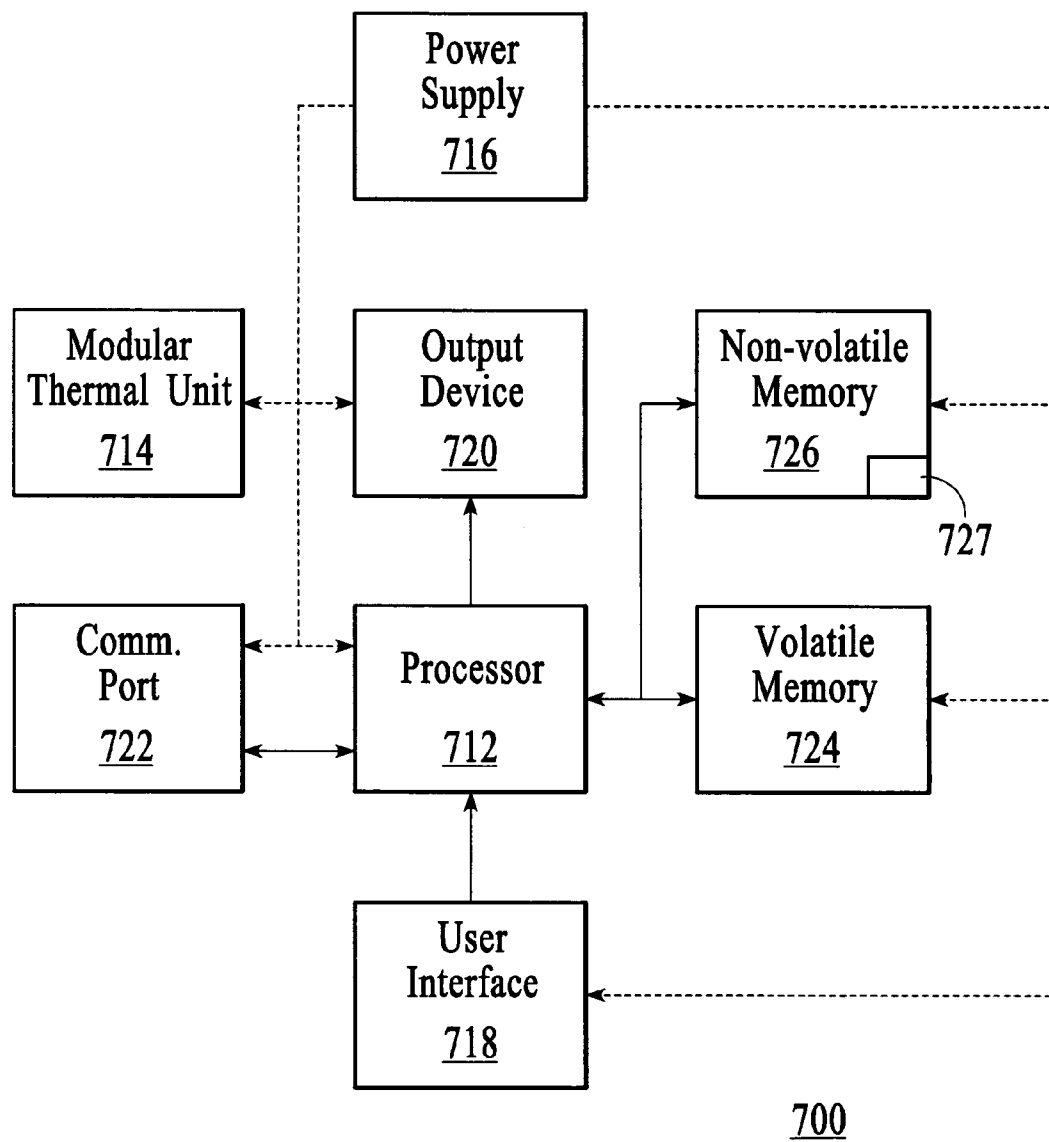 Power
Supply
716
Modular
Thermal Unit
714
Output
Device
720
Non-volatile
Memory
726
727
Comm.
Port
722
Processor
712
Volatile
Memory
724
User
Interface
718
700